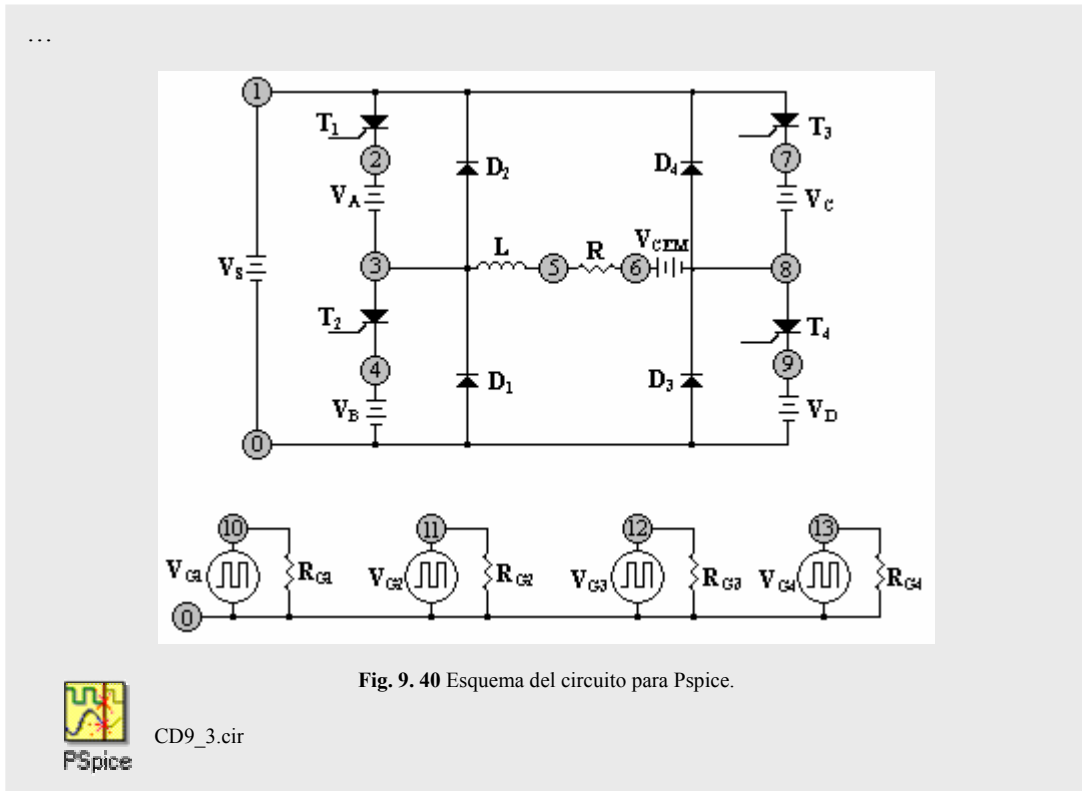 ...
1
T1
T3
2
D2
D4
7
VA
VC
VCEM
L
R
VS
3
5
6
8
T2
T4
4
9
D1
D3
VB
VD
0
10
11
12
13
VG1
RG1
VG2
RG2
VG3
RG3
VG4
RG4
0
Fig. 9. 40 Esquema del circuito para Pspice.
CD9_3.cir
PSpice